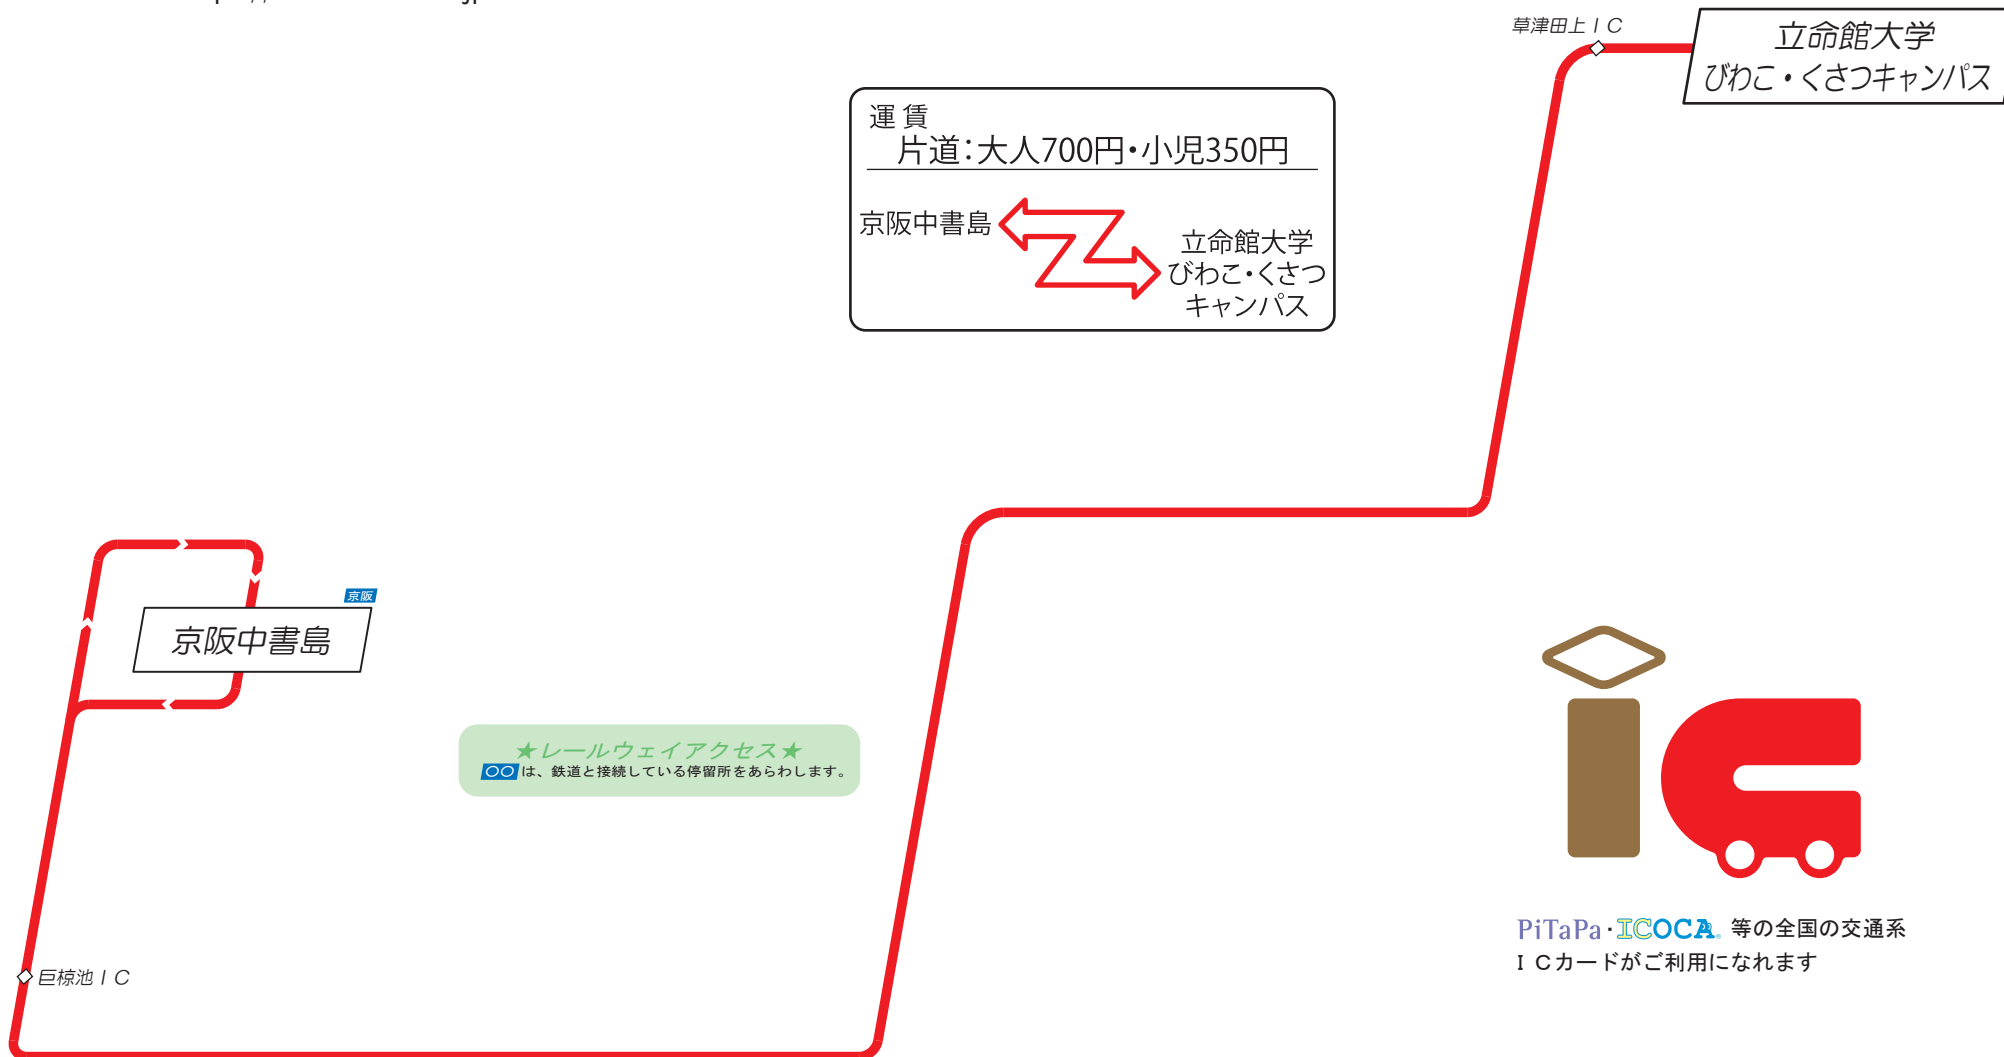 草津田上ＩＣ
立命館大学
びわこ・くさつキャンパス
運賃
片道：大人700円・小児350円
京阪中書島
立命館大学
びわこ・くさつ
キャンパス
京阪
京阪中書島
★レールウェイアクセス★
○○は、鉄道と接続している停留所をあらわします。
巨椋池ＩＣ
ic
PiTaPa・ICOCA 等の全国の交通系
ＩＣカードがご利用になれます